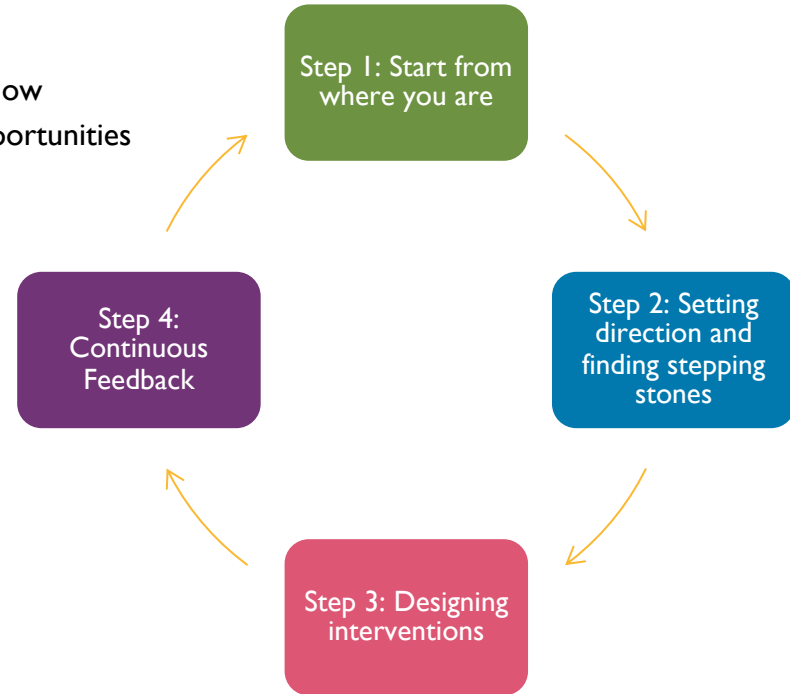 ow
portunities
Step 1: Start from
where you are
Step 2: Setting
direction and
finding stepping
stones
Step 3: Designing
interventions
Step 4:
Continuous
Feedback